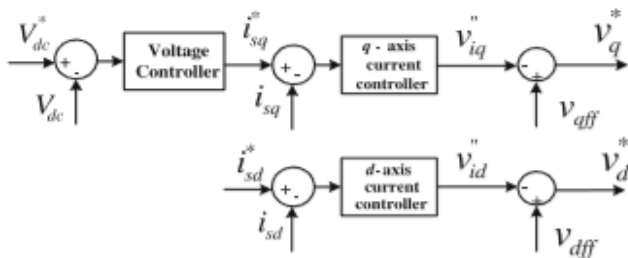 V*dc
+ -
Vdc
Voltage Controller
i*sq
+ -
isq
q - axis current controller
v"iq
- +
vqff
v*q
i*sd
+ -
isd
d-axis current controller
v"id
- +
vdff
v*d